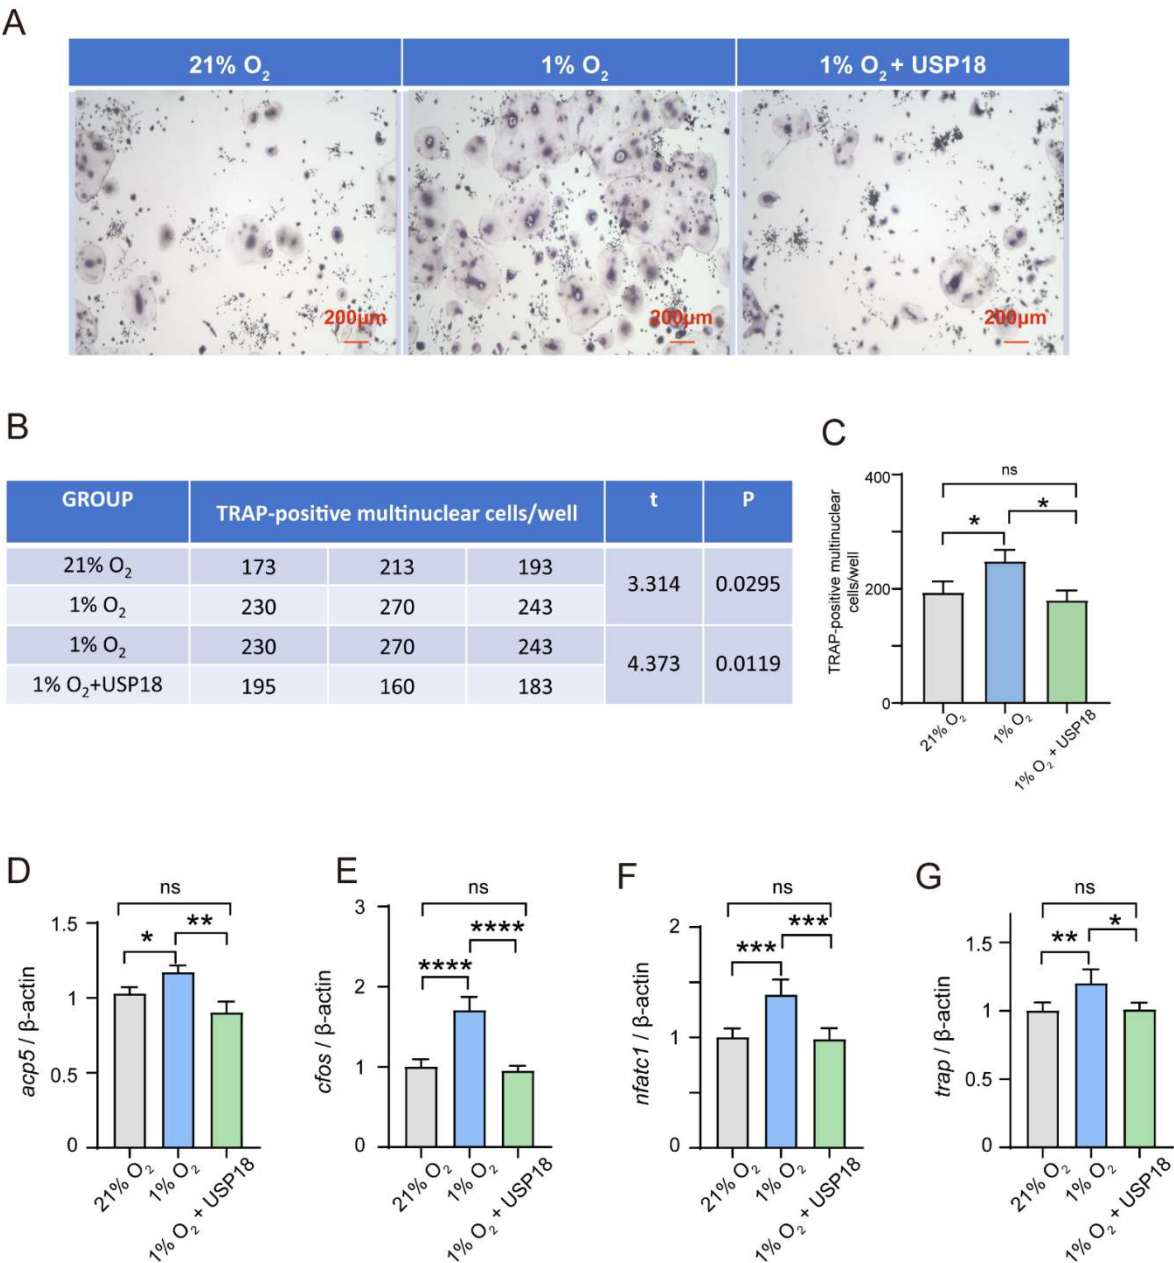 A
21% O₂ 1% O₂ 1% O₂ + USP18
200μm 200μm 200μm
B
GROUP TRAP-positive multinuclear cells/well t P
21% O₂ 173 213 193 3.314 0.0295
1% O₂ 230 270 243
1% O₂ 230 270 243 4.373 0.0119
1% O₂+USP18 195 160 183
C
TRAP-positive multinuclear
cells/well
400
200
0
ns
* *
21% O₂ 1% O₂ 1% O₂ + USP18
D
acp5 / β-actin
1.5
1
0.5
0
ns
* **
21% O₂ 1% O₂ 1% O₂ + USP18
E
cfos / β-actin
3
2
1
0
ns
****
****
21% O₂ 1% O₂ 1% O₂ + USP18
F
nfatc1 / β-actin
2
1
0
ns
***
***
21% O₂ 1% O₂ 1% O₂ + USP18
G
trap / β-actin
1.5
1
0.5
0
ns
** *
21% O₂ 1% O₂ 1% O₂ + USP18